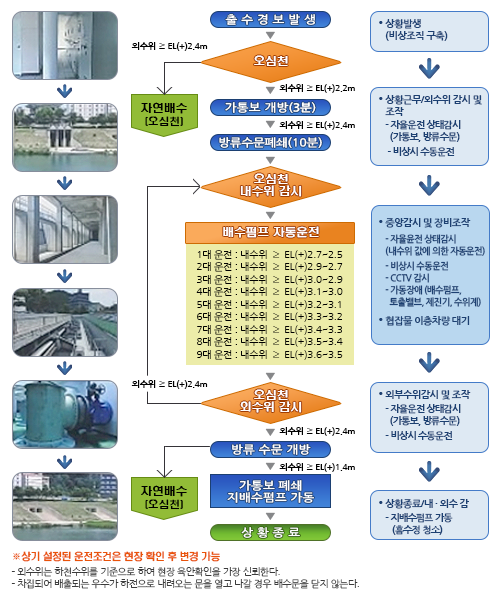 출 수 경 보 발 생
외수위 ≥ EL(+)2,4m
오심천
외수위 ≥ EL(+)2,2m
자연배수
[오심천]
가통보 개방(3분)
외수위 ≥ EL(+)2,4m
방류수문폐쇄(10분)
오심천
내수위 감시
배수펌프 자동운전
1대 운전 : 내수위 ≥ EL(+)2.7~2.5
2대 운전 : 내수위 ≥ EL(+)2.9~2.7
3대 운전 : 내수위 ≥ EL(+)3.0~2.9
4대 운전 : 내수위 ≥ EL(+)3.1~3.0
5대 운전 : 내수위 ≥ EL(+)3.2~3.1
6대 운전 : 내수위 ≥ EL(+)3.3~3.2
7대 운전 : 내수위 ≥ EL(+)3.4~3.3
8대 운전 : 내수위 ≥ EL(+)3.5~3.4
9대 운전 : 내수위 ≥ EL(+)3.6~3.5
외수위 ≥ EL(+)2,4m
오심천
외수위 감시
외수위 ≥ EL(+)2,4m
방류 수문 개방
외수위 ≥ EL(+)1,4m
자연배수
[오심천]
가통보 폐쇄
지배수펌프 가동
상 황 종 료
• 상황발생
(비상조직 구축)
• 상황근무/외수위 감시 및
조작
- 자율운전 상태감시
(가통보, 방류수문)
- 비상시 수동운전
• 중앙감시 및 장비조작
- 자율운전 상태감시
(내수위 값에 의한 자동운전)
- 비상시 수동운전
- CCTV 감시
- 가동장애 (배수펌프,
토출밸브, 제진기, 수위계)
• 협잡물 이송차량 대기
• 외부수위감시 및 조작
- 자율운전 상태감시
(가통보, 방류수문)
- 비상시 수동운전
• 상황종료/내 · 외수 감
- 지배수펌프 가동
(흡수정 청소)
※상기 설정된 운전조건은 현장 확인 후 변경 가능
- 외수위는 하천수위를 기준으로 하여 현장 육안확인을 가장 신뢰한다.
- 차집되어 배출되는 우수가 하전으로 내려오는 문을 열고 나갈 경우 배수문을 닫지 않는다.